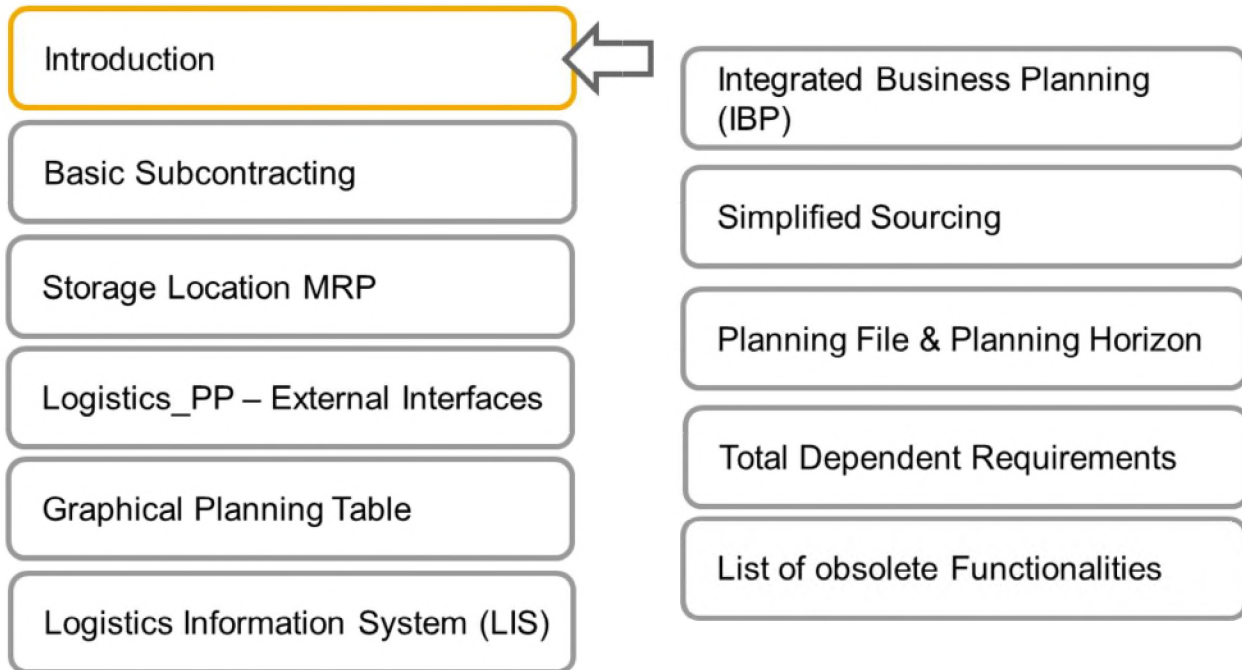 Introduction
Basic Subcontracting
Storage Location MRP
Logistics_PP – External Interfaces
Graphical Planning Table
Logistics Information System (LIS)
Integrated Business Planning
(IBP)
Simplified Sourcing
Planning File & Planning Horizon
Total Dependent Requirements
List of obsolete Functionalities